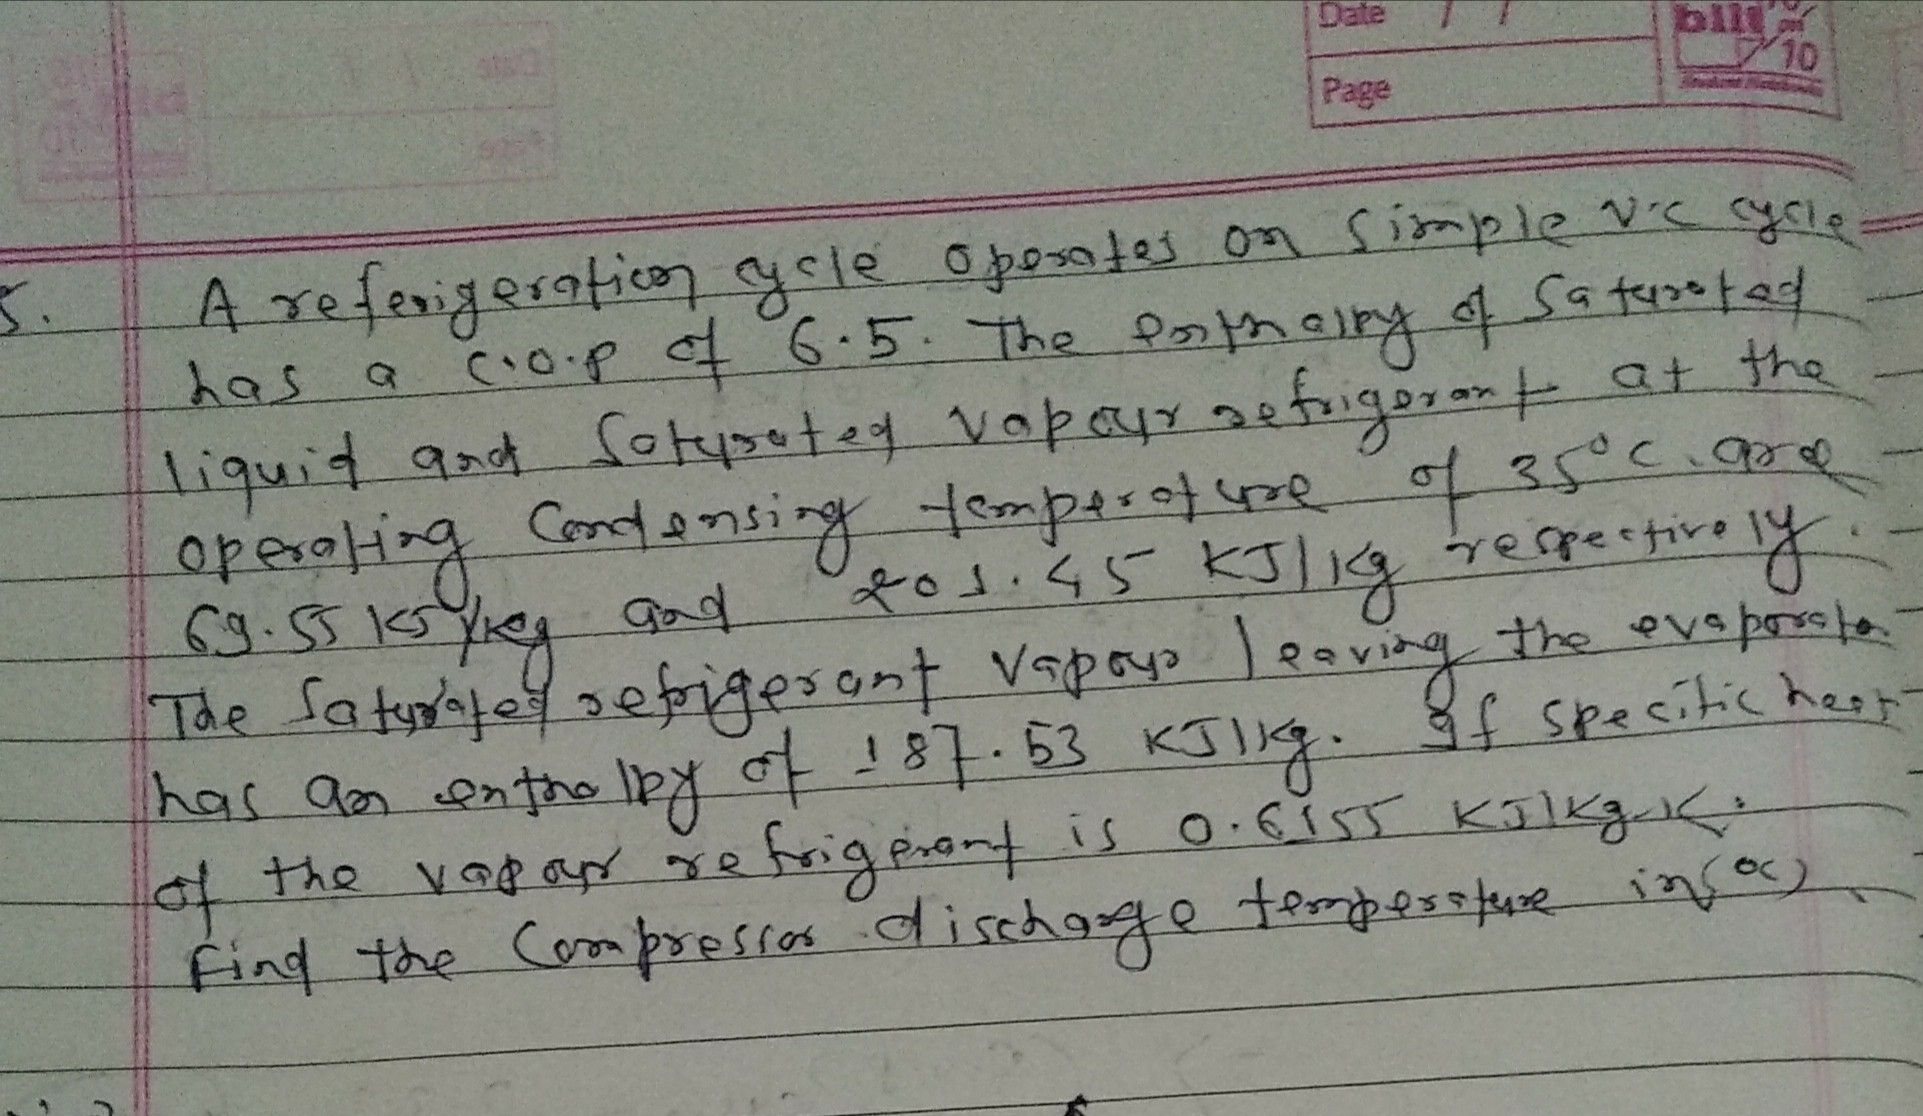 Date / /
Page
5. A referigeration cycle operates on simple v.c cycle
has a C.O.P of 6.5. The enthalpy of Saturated
liquid and Saturated vapour refrigerant at the
operating Condensing temperature of 35°C. are
69.55 KJ/kg and 201.45 KJ/kg respectively.
The Saturated refrigerant vapour leaving the evaporato
has an enthalpy of 187.53 KJ/kg. If specific heat
of the vapour refrigerant is 0.6155 KJ/kg.K.
Find the Compressor discharge temperature in(°C)